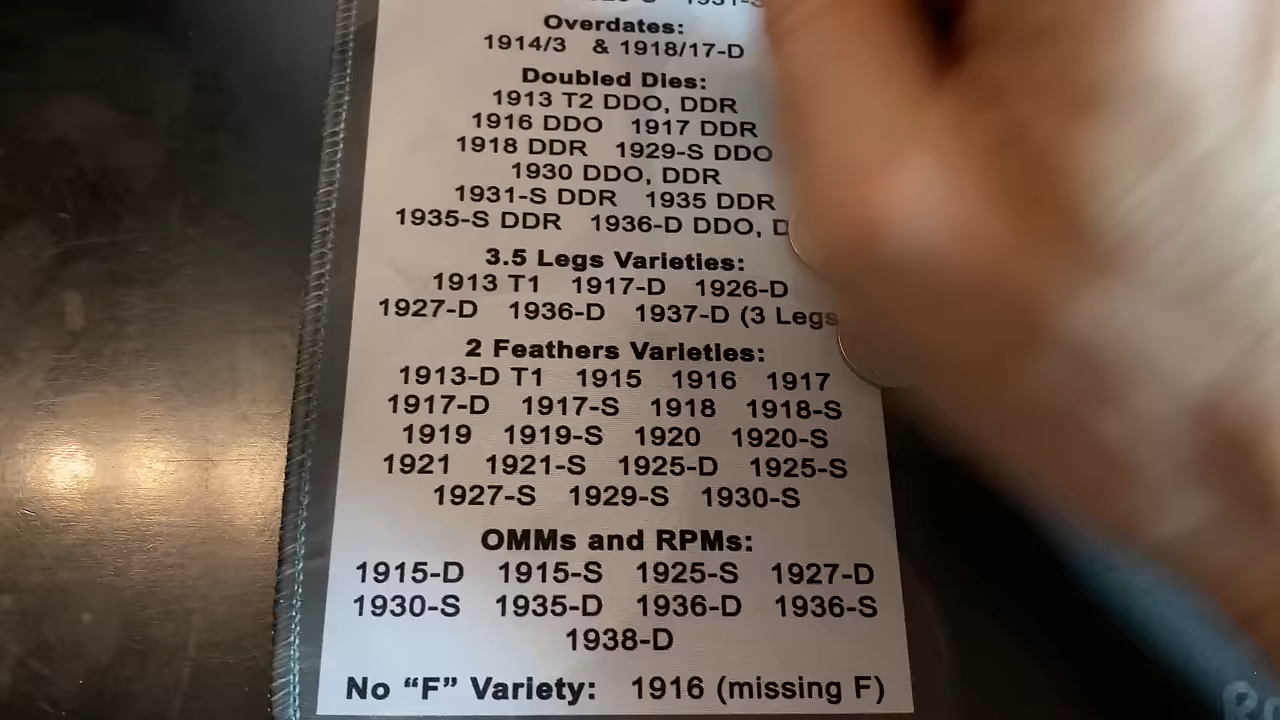 Overdates:
1914/3 & 1918/17-D
Doubled Dies:
1913 T2 DDO, DDR
1916 DDO 1917 DDR
1918 DDR 1929-S DDO
1930 DDO, DDR
1931-S DDR 1935 DDR
1935-S DDR 1936-D DDO,
3.5 Legs Varieties:
1913 T1 1917-D 1926-D
1927-D 1936-D 1937-D (3 Legs
2 Feathers Varieties:
1913-D T1 1915 1916 1917
1917-D 1917-S 1918 1918-S
1919 1919-S 1920 1920-S
1921 1921-S 1925-D 1925-S
1927-S 1929-S 1930-S
OMMs and RPMs:
1915-D 1915-S 1925-S 1927-D
1930-S 1935-D 1936-D 1936-S
1938-D
No “F” Variety: 1916 (missing F)